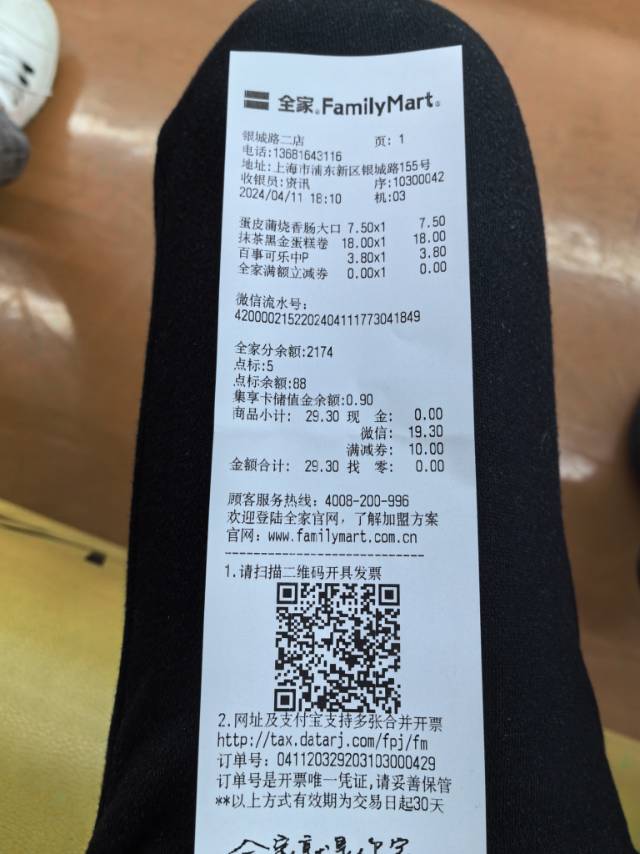 全家®FamilyMart®
银城路二店 页: 1
电话:13681643116
地址:上海市浦东新区银城路155号
收银员:资讯 序:10300042
2024/04/11 18:10 机:03
蛋皮蒲烧香肠大口 7.50x1 7.50
抹茶黑金蛋糕卷 18.00x1 18.00
百事可乐中P 3.80x1 3.80
全家满额立减券 0.00x1 0.00
微信流水号:
4200002152202404111773041849
全家分余额:2174
点标:5
点标余额:88
集享卡储值金余额:0.90
商品小计: 29.30 现 金: 0.00
微信: 19.30
满减券: 10.00
金额合计: 29.30 找 零: 0.00
顾客服务热线: 4008-200-996
欢迎登陆全家官网，了解加盟方案
官网: www.familymart.com.cn
1.请扫描二维码开具发票
2.网址及支付宝支持多张合并开票
http://tax.datarj.com/fpj/fm
订单号: 041120329203103000429
订单号是开票唯一凭证,请妥善保管
**以上方式有效期为交易日起30天
全家就是你家